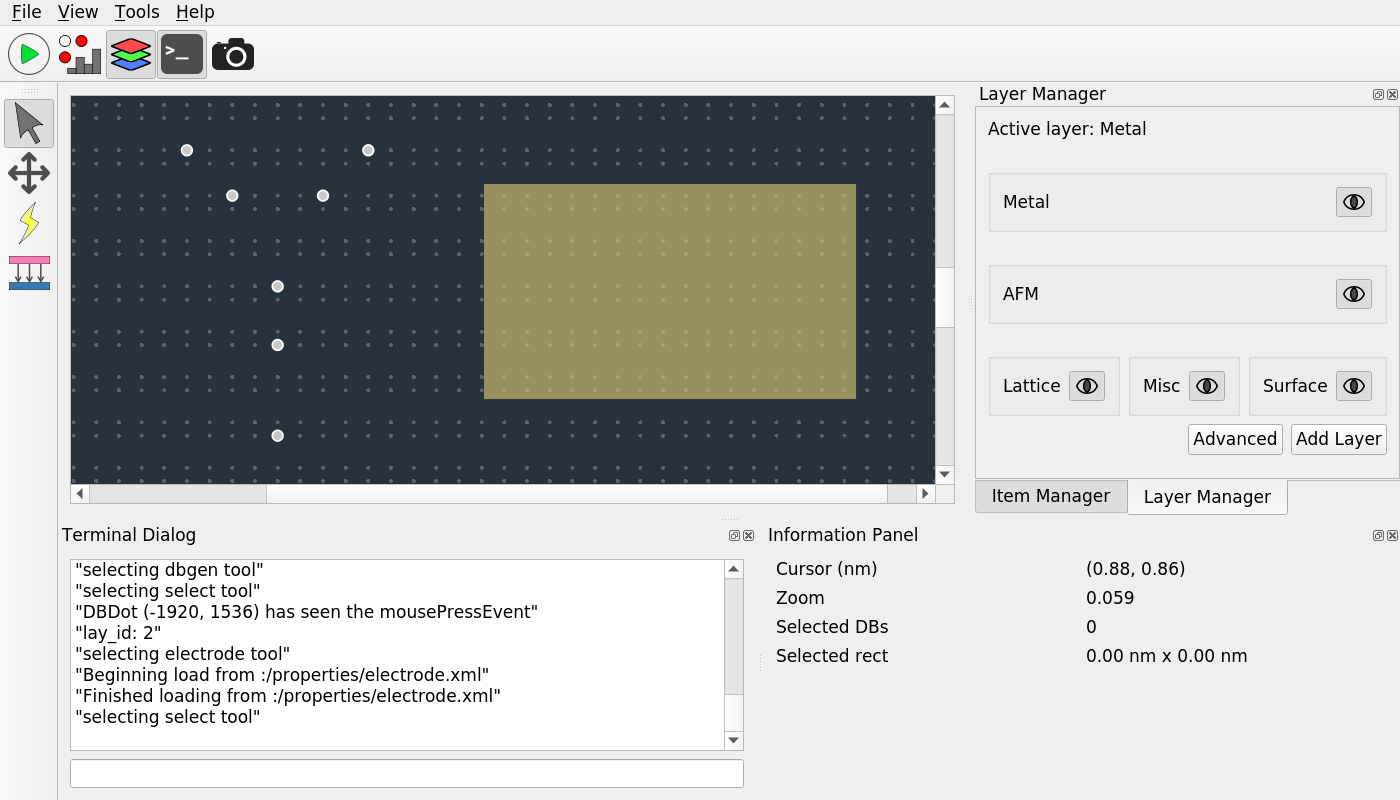 File View Tools Help
>_
Layer Manager
Active layer: Metal
Metal
AFM
Lattice Misc Surface
Advanced Add Layer
Item Manager Layer Manager
Terminal Dialog
"selecting dbgen tool"
"selecting select tool"
"DBDot (-1920, 1536) has seen the mousePressEvent"
"lay_id: 2"
"selecting electrode tool"
"Beginning load from :/properties/electrode.xml"
"Finished loading from :/properties/electrode.xml"
"selecting select tool"
Information Panel
Cursor (nm) (0.88, 0.86)
Zoom 0.059
Selected DBs 0
Selected rect 0.00 nm x 0.00 nm